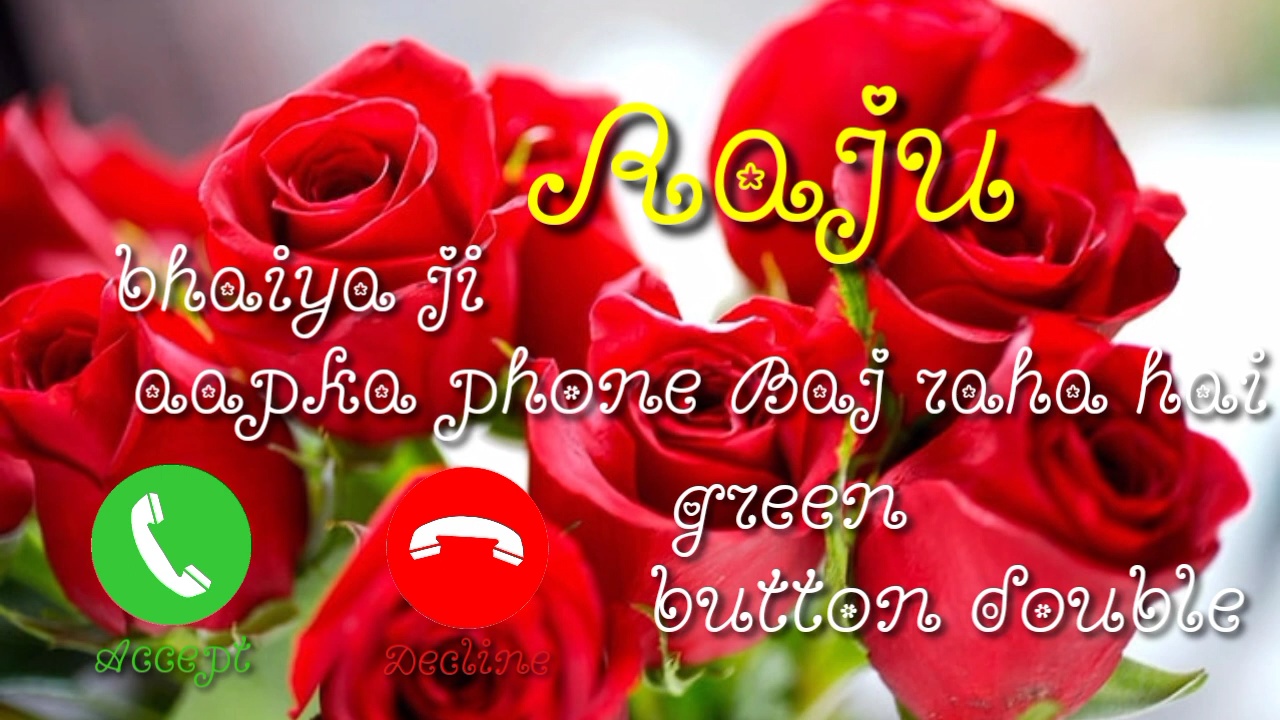 Raju
bhaiya ji
aapka phone Baj raha hai
green
button double
Accept
Decline